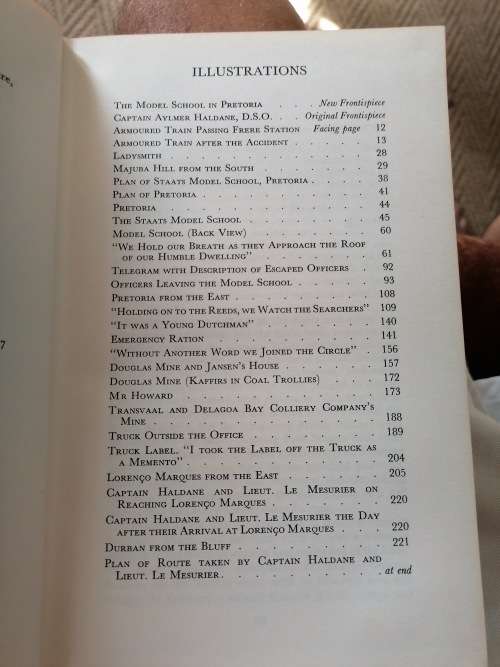 re,
7
ILLUSTRATIONS
The Model School in Pretoria . . . New Frontispiece
Captain Aylmer Haldane, D.S.O. . . Original Frontispiece
Armoured Train Passing Frere Station Facing page 12
Armoured Train after the Accident . . . . . 13
Ladysmith . . . . . . . . . . . 28
Majuba Hill from the South . . . . . . . 29
Plan of Staats Model School, Pretoria . . . . 38
Plan of Pretoria . . . . . . . . . . 41
Pretoria . . . . . . . . . . . 44
The Staats Model School . . . . . . . 45
Model School (Back View) . . . . . . . 60
"We Hold our Breath as they Approach the Roof
of our Humble Dwelling" . . . . . . . 61
Telegram with Description of Escaped Officers . 92
Officers Leaving the Model School . . . . . 93
Pretoria from the East . . . . . . . . 108
"Holding on to the Reeds, we Watch the Searchers" 109
"It was a Young Dutchman" . . . . . . . 140
Emergency Ration . . . . . . . . . 141
"Without Another Word we Joined the Circle" . 156
Douglas Mine and Jansen's House . . . . . 157
Douglas Mine (Kaffirs in Coal Trollies) . . . 172
Mr Howard . . . . . . . . . . 173
Transvaal and Delagoa Bay Colliery Company's
Mine . . . . . . . . . . . 188
Truck Outside the Office . . . . . . . 189
Truck Label. "I took the Label off the Truck as
a Memento" . . . . . . . . . . 204
Lorenço Marques from the East . . . . . . 205
Captain Haldane and Lieut. Le Mesurier on
Reaching Lorenço Marques . . . . . . 220
Captain Haldane and Lieut. Le Mesurier the Day
after their Arrival at Lorenço Marques . . . 220
Durban from the Bluff . . . . . . . . 221
Plan of Route taken by Captain Haldane and
Lieut. Le Mesurier . . . . . . . . . at end